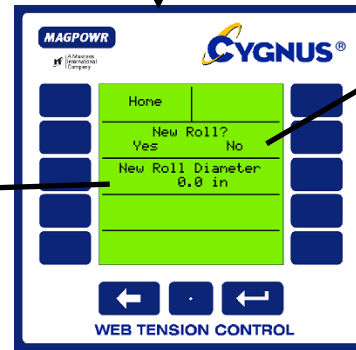 MAGPOWR
A Maxcess
International
Company
CYGNUS®
Home
New Roll?
Yes No
New Roll Diameter
0.0 in
WEB TENSION CONTROL